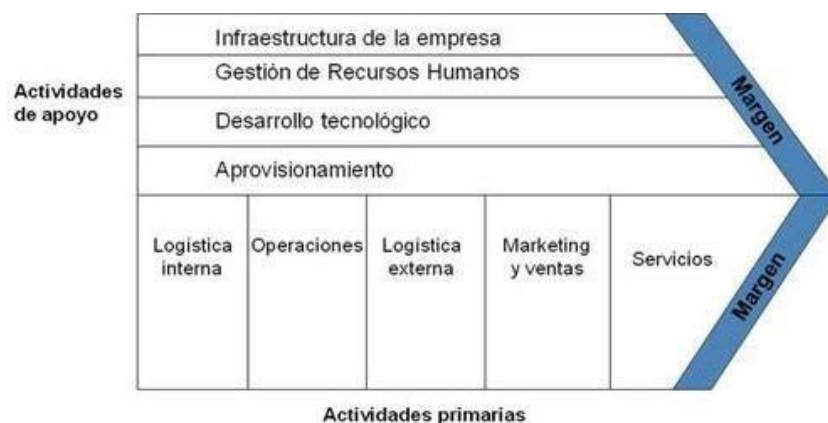 Infraestructura de la empresa
Gestión de Recursos Humanos
Actividades
de apoyo
Desarrollo tecnológico
Aprovisionamiento
Margen
Logística
interna
Operaciones
Logística
externa
Marketing
y ventas
Servicios
Margen
Actividades primarias